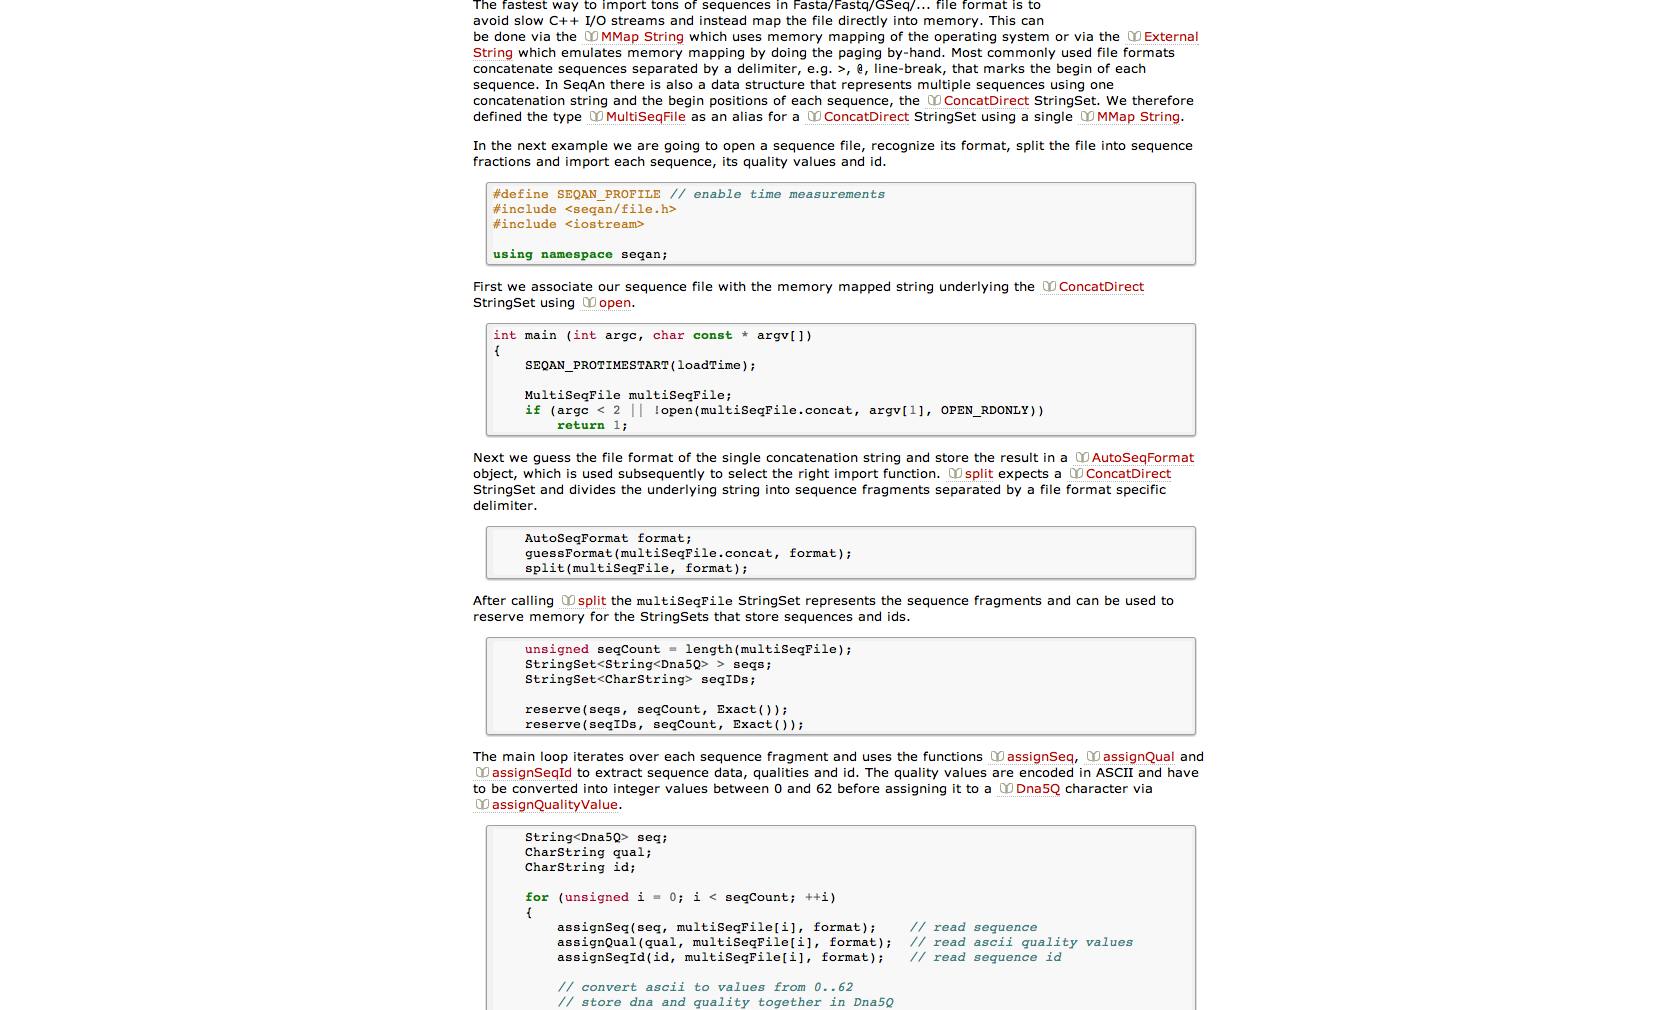 The fastest way to import tons of sequences in Fasta/Fastq/GSeq/... file format is to
avoid slow C++ I/O streams and instead map the file directly into memory. This can
be done via the MMap String which uses memory mapping of the operating system or via the External
String which emulates memory mapping by doing the paging by-hand. Most commonly used file formats
concatenate sequences separated by a delimiter, e.g. >, @, line-break, that marks the begin of each
sequence. In SeqAn there is also a data structure that represents multiple sequences using one
concatenation string and the begin positions of each sequence, the ConcatDirect StringSet. We therefore
defined the type MultiSeqFile as an alias for a ConcatDirect StringSet using a single MMap String.
In the next example we are going to open a sequence file, recognize its format, split the file into sequence
fractions and import each sequence, its quality values and id.
#define SEQAN_PROFILE // enable time measurements
#include <seqan/file.h>
#include <iostream>
using namespace seqan;
First we associate our sequence file with the memory mapped string underlying the ConcatDirect
StringSet using open.
int main (int argc, char const * argv[])
{
SEQAN_PROTIMESTART(loadTime);
MultiSeqFile multiSeqFile;
if (argc < 2 || !open(multiSeqFile.concat, argv[1], OPEN_RDONLY))
return 1;
Next we guess the file format of the single concatenation string and store the result in a AutoSeqFormat
object, which is used subsequently to select the right import function. split expects a ConcatDirect
StringSet and divides the underlying string into sequence fragments separated by a file format specific
delimiter.
AutoSeqFormat format;
guessFormat(multiSeqFile.concat, format);
split(multiSeqFile, format);
After calling split the multiSeqFile StringSet represents the sequence fragments and can be used to
reserve memory for the StringSets that store sequences and ids.
unsigned seqCount = length(multiSeqFile);
StringSet<String<Dna5Q> > seqs;
StringSet<CharString> seqIDs;
reserve(seqs, seqCount, Exact());
reserve(seqIDs, seqCount, Exact());
The main loop iterates over each sequence fragment and uses the functions assignSeq, assignQual and
assignSeqId to extract sequence data, qualities and id. The quality values are encoded in ASCII and have
to be converted into integer values between 0 and 62 before assigning it to a Dna5Q character via
assignQualityValue.
String<Dna5Q> seq;
CharString qual;
CharString id;
for (unsigned i = 0; i < seqCount; ++i)
{
assignSeq(seq, multiSeqFile[i], format); // read sequence
assignQual(qual, multiSeqFile[i], format); // read ascii quality values
assignSeqId(id, multiSeqFile[i], format); // read sequence id
// convert ascii to values from 0..62
// store dna and quality together in Dna5Q